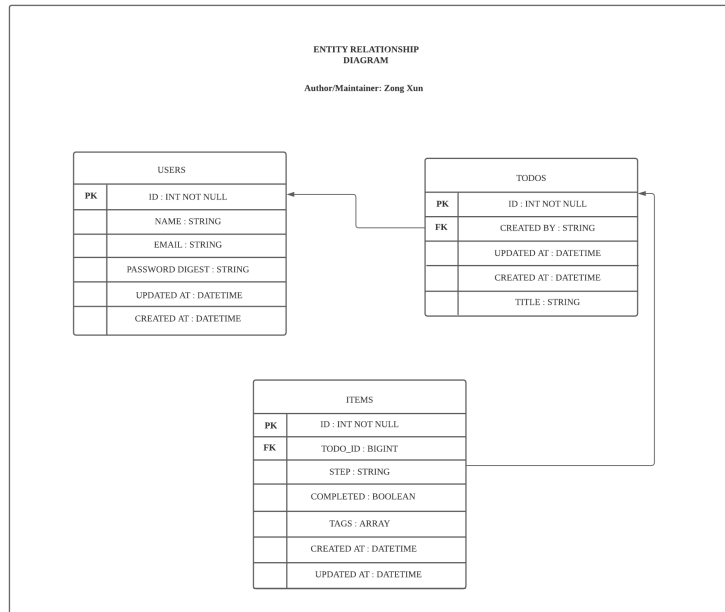 ENTITY RELATIONSHIP
DIAGRAM
Author/Maintainer: Zong Xun
USERS
PK ID : INT NOT NULL
NAME : STRING
EMAIL : STRING
PASSWORD DIGEST : STRING
UPDATED AT : DATETIME
CREATED AT : DATETIME
TODOS
PK ID : INT NOT NULL
FK CREATED BY : STRING
UPDATED AT : DATETIME
CREATED AT : DATETIME
TITLE : STRING
ITEMS
PK ID : INT NOT NULL
FK TODO_ID : BIGINT
STEP : STRING
COMPLETED : BOOLEAN
TAGS : ARRAY
CREATED AT : DATETIME
UPDATED AT : DATETIME